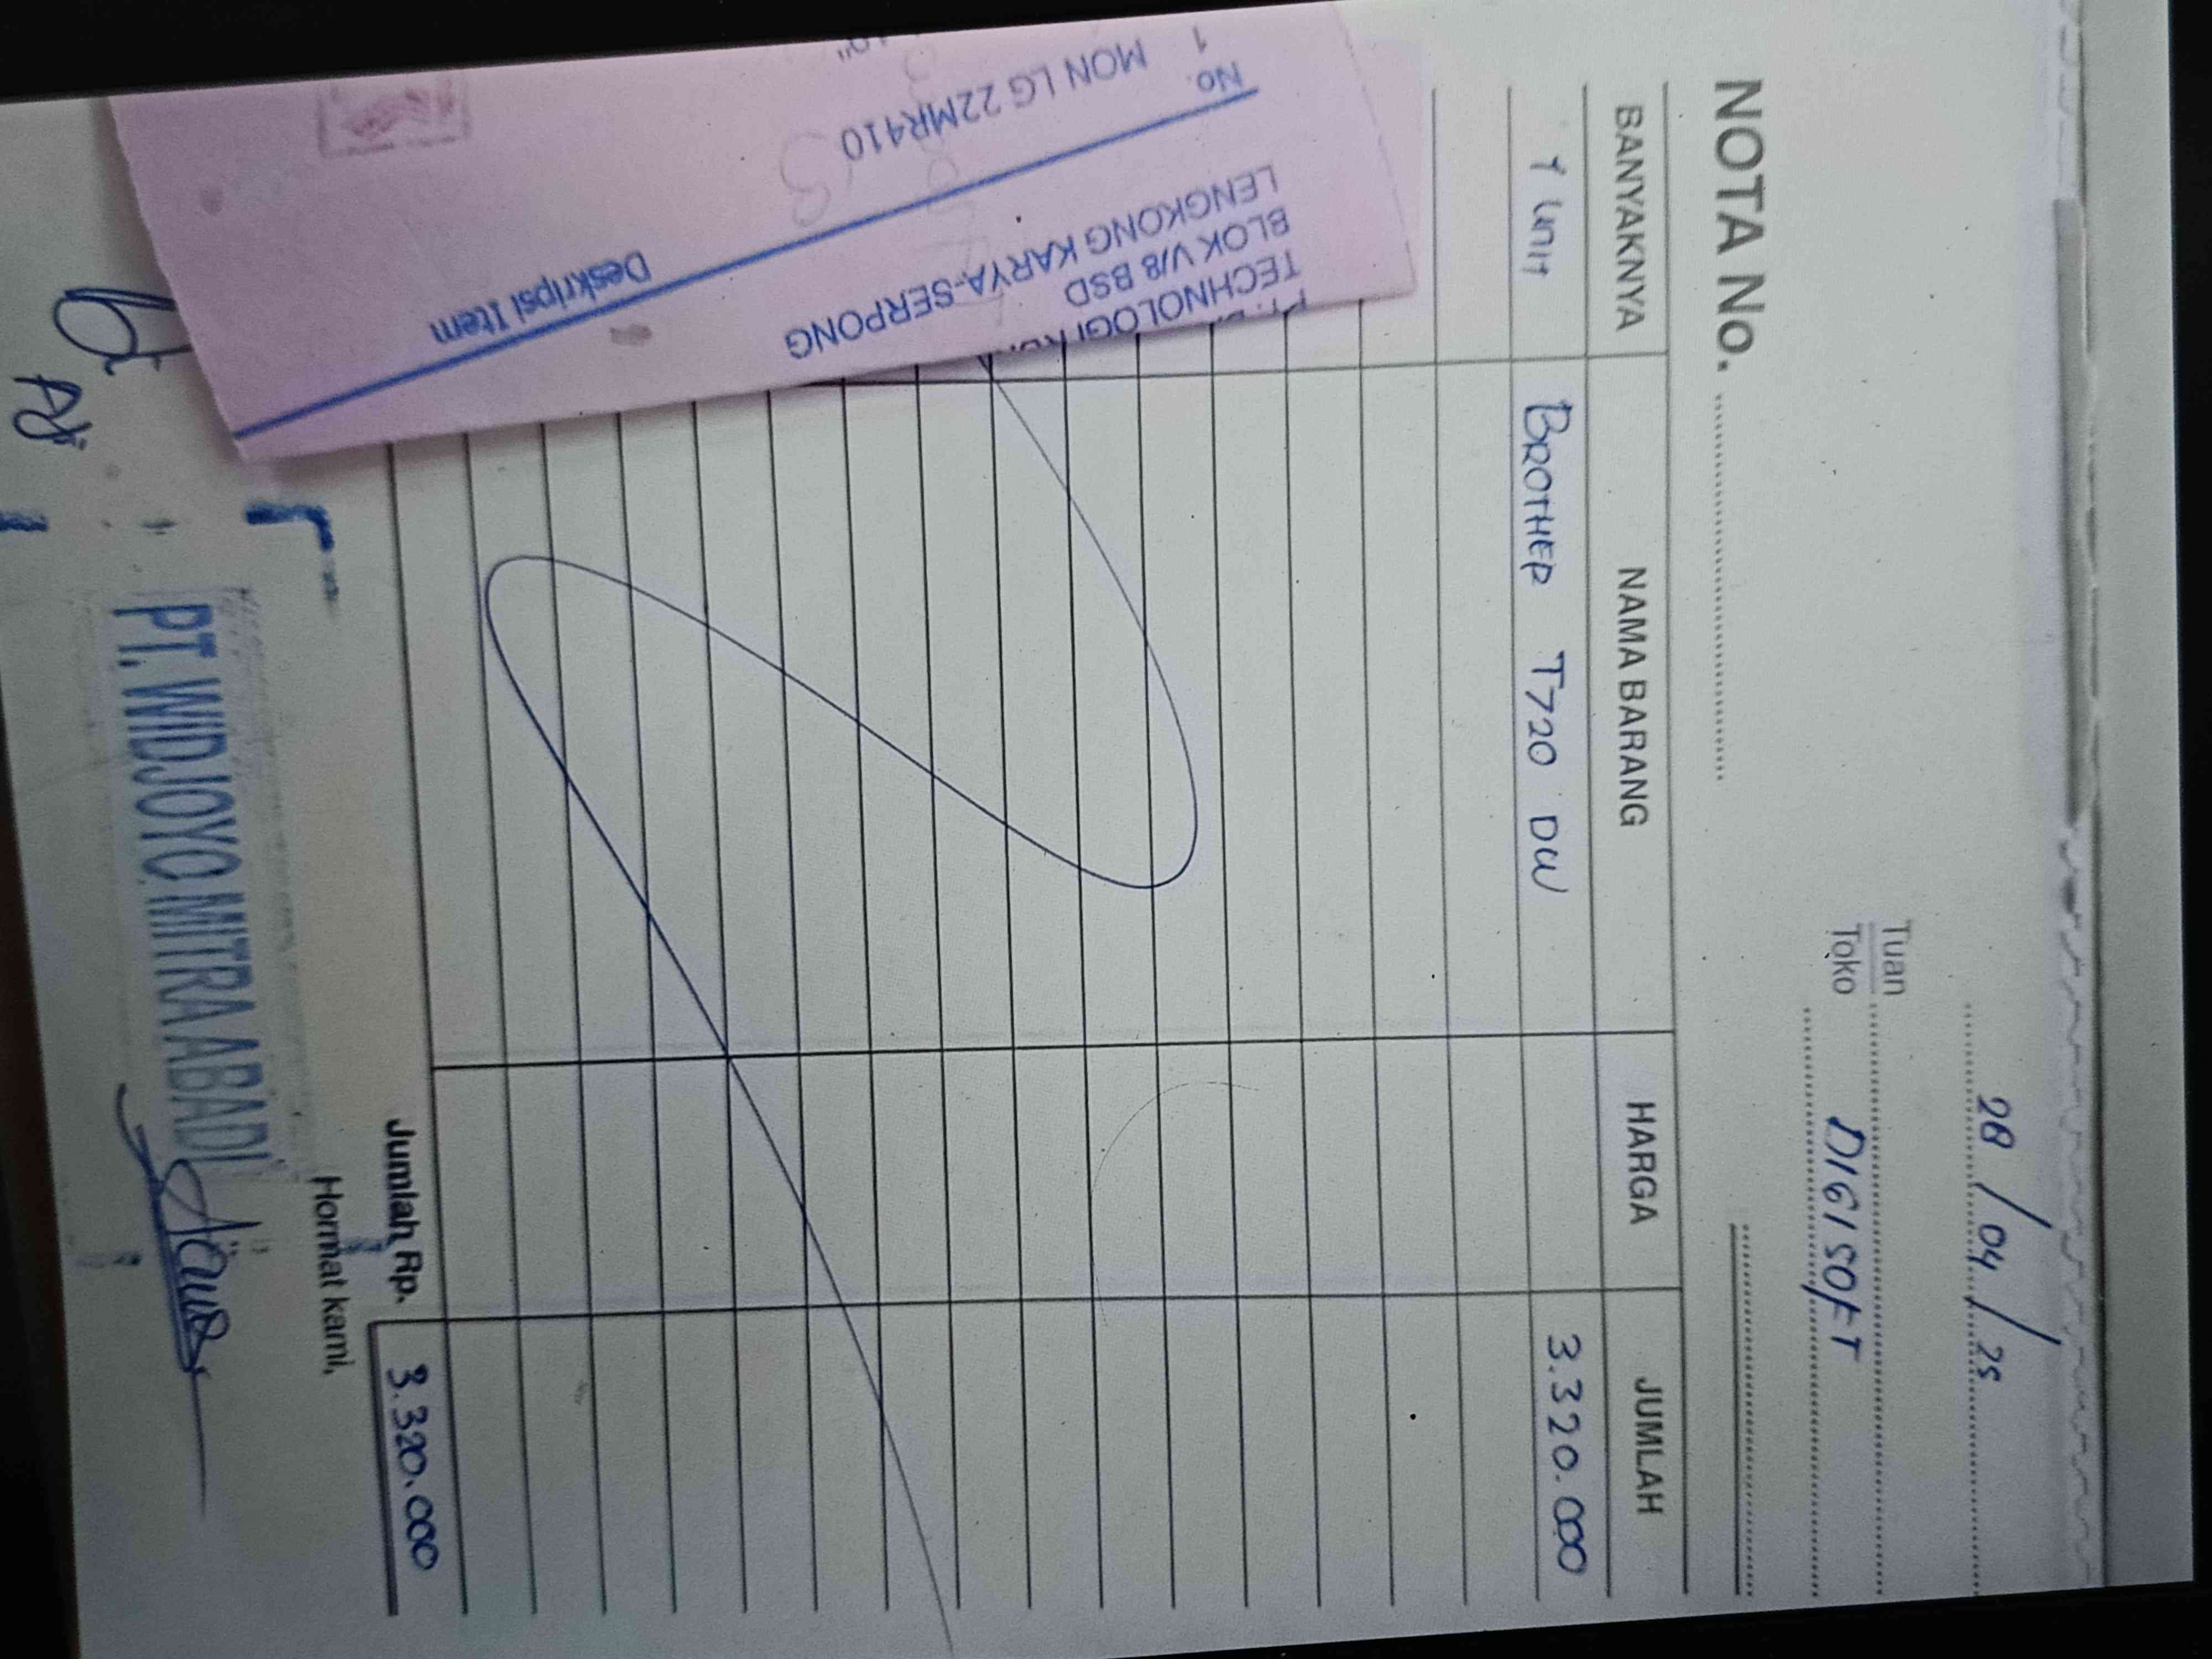 28 / 04 / 25
Tuan
Toko DIGISOFT
NOTA No.
BANYAKNYA NAMA BARANG HARGA JUMLAH
1 unit BROTHER T720 DW 3.320.000
Jumlah Rp. 3.320.000
Hormat kami,
PT. WIDJOYO MITRA ABADI
TECHNOLOGI
BLOK V/8 BSD
LENGKONG KARYA-SERPONG
No. Deskripsi Item
1 MON LG 22MR410